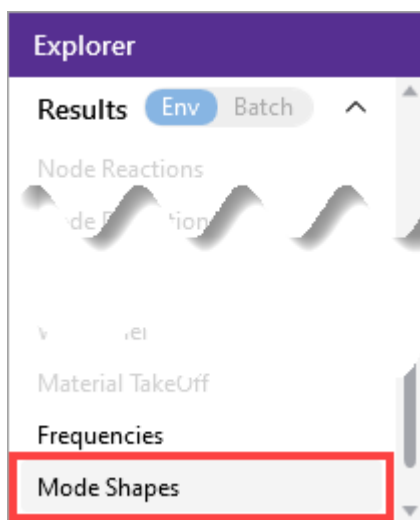 Explorer
Results Env Batch
Node Reactions
Material TakeOff
Frequencies
Mode Shapes